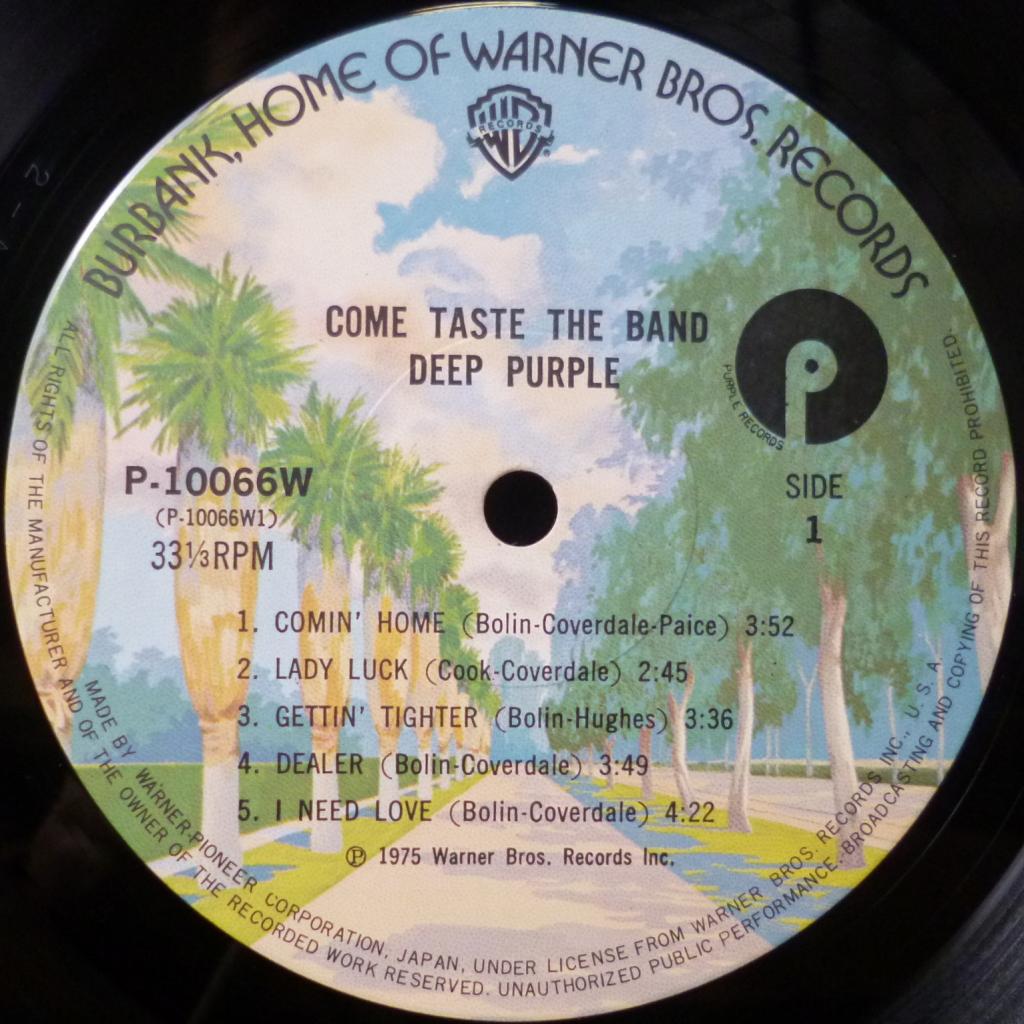 BURBANK, HOME OF WARNER BROS. RECORDS
RECORDS
COME TASTE THE BAND
DEEP PURPLE
PURPLE RECORDS
P-10066W
(P-10066W1)
33⅓RPM
SIDE
1
1. COMIN' HOME (Bolin-Coverdale-Paice) 3:52
2. LADY LUCK (Cook-Coverdale) 2:45
3. GETTIN' TIGHTER (Bolin-Hughes) 3:36
4. DEALER (Bolin-Coverdale) 3:49
5. I NEED LOVE (Bolin-Coverdale) 4:22
Ⓟ 1975 Warner Bros. Records Inc.
MADE BY WARNER-PIONEER CORPORATION, JAPAN, UNDER LICENSE FROM WARNER BROS. RECORDS INC., U. S. A.
ALL RIGHTS OF THE MANUFACTURER AND OF THE OWNER OF THE RECORDED WORK RESERVED. UNAUTHORIZED PUBLIC PERFORMANCE, BROADCASTING AND COPYING OF THIS RECORD PROHIBITED.